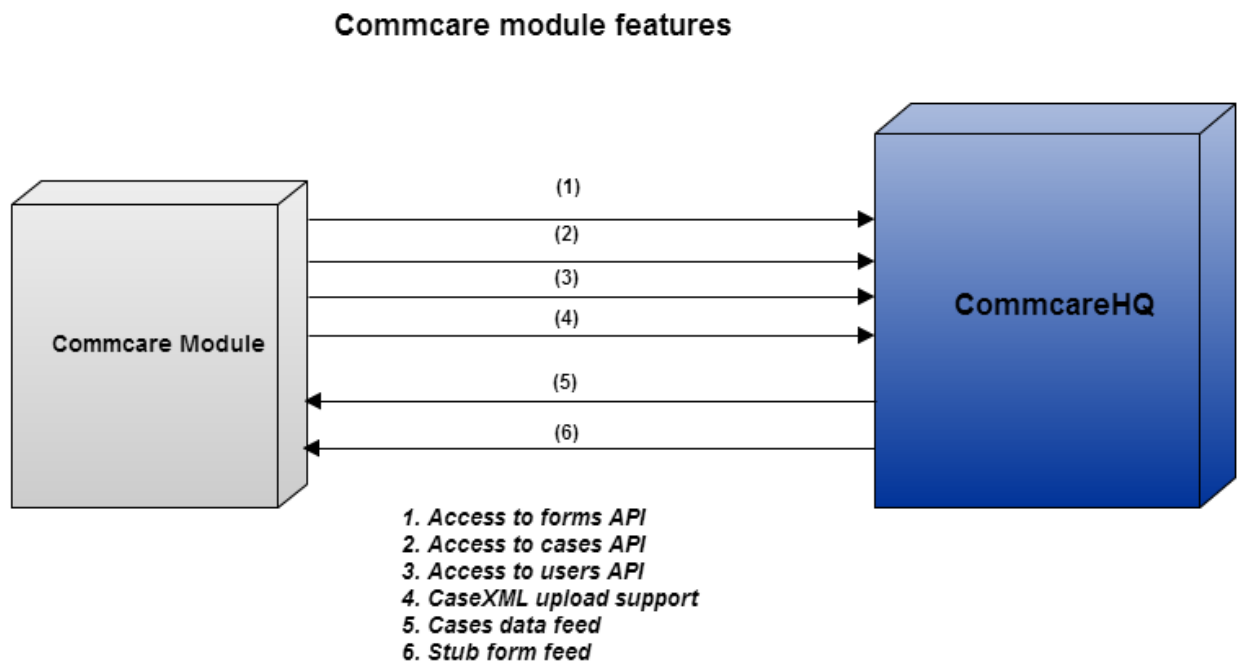 Commcare module features
(1)
(2)
(3)
(4)
(5)
(6)
Commcare Module
CommcareHQ
1. Access to forms API
2. Access to cases API
3. Access to users API
4. CaseXML upload support
5. Cases data feed
6. Stub form feed